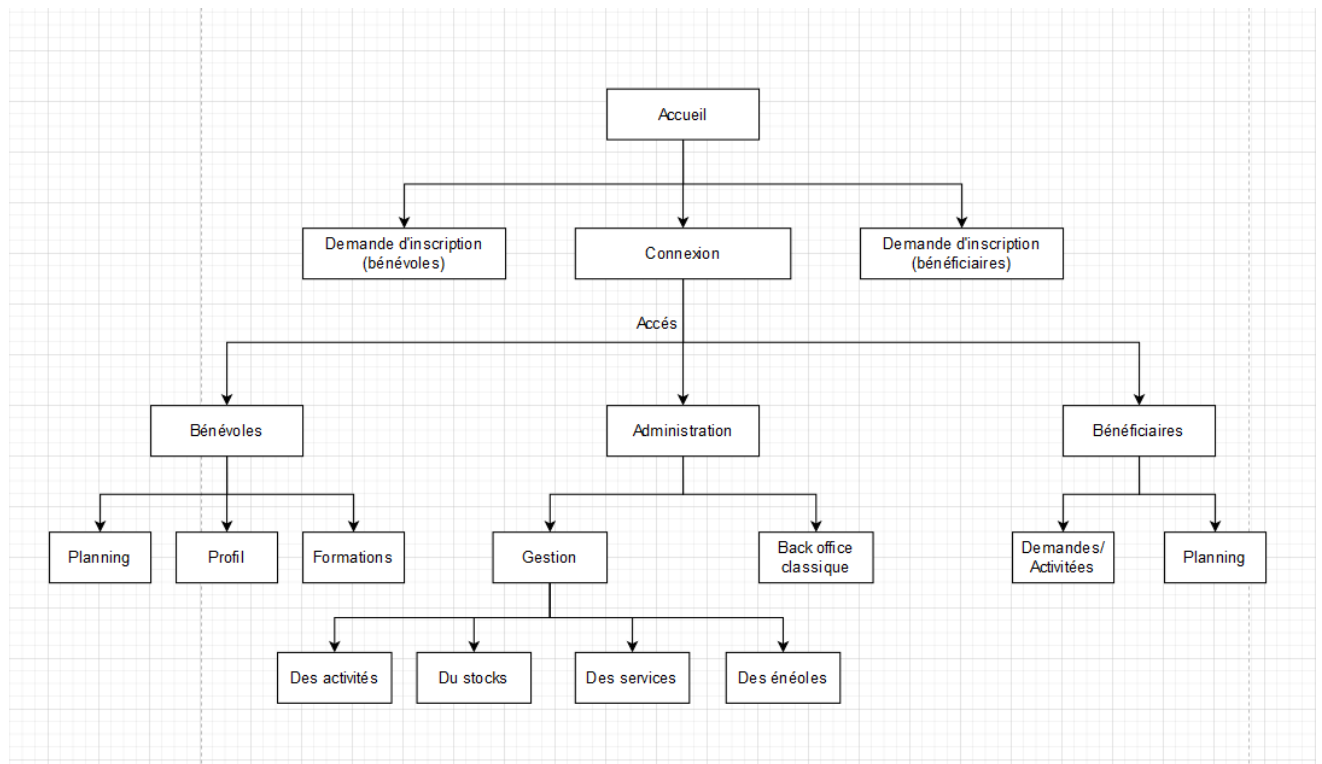 Accueil
Demande d'inscription
(bénévoles)
Connexion
Demande d'inscription
(bénéficiaires)
Accés
Bénévoles
Administration
Bénéficiaires
Planning
Profil
Formations
Gestion
Back office
classique
Demandes/
Activitées
Planning
Des activités
Du stocks
Des services
Des énéoles